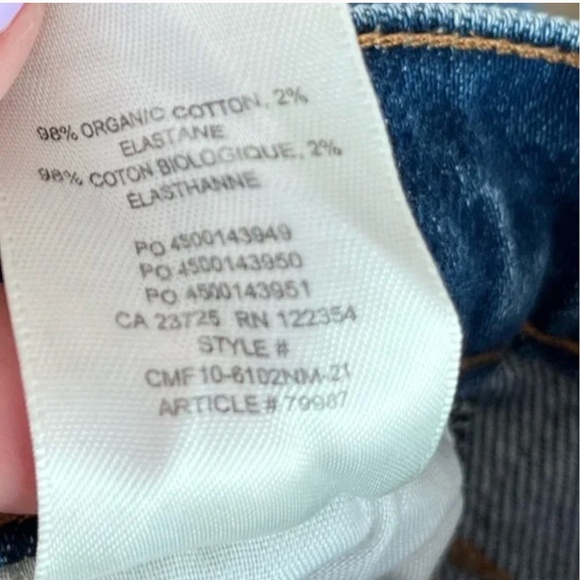 98% ORGANIC COTTON, 2%
ELASTANE
98% COTON BIOLOGIQUE, 2%
ÉLASTHANNE
PO 4500143949
PO 4500143950
PO 4500143951
CA 23725 RN 122354
STYLE #
CMF10-6102NM-21
ARTICLE # 79987